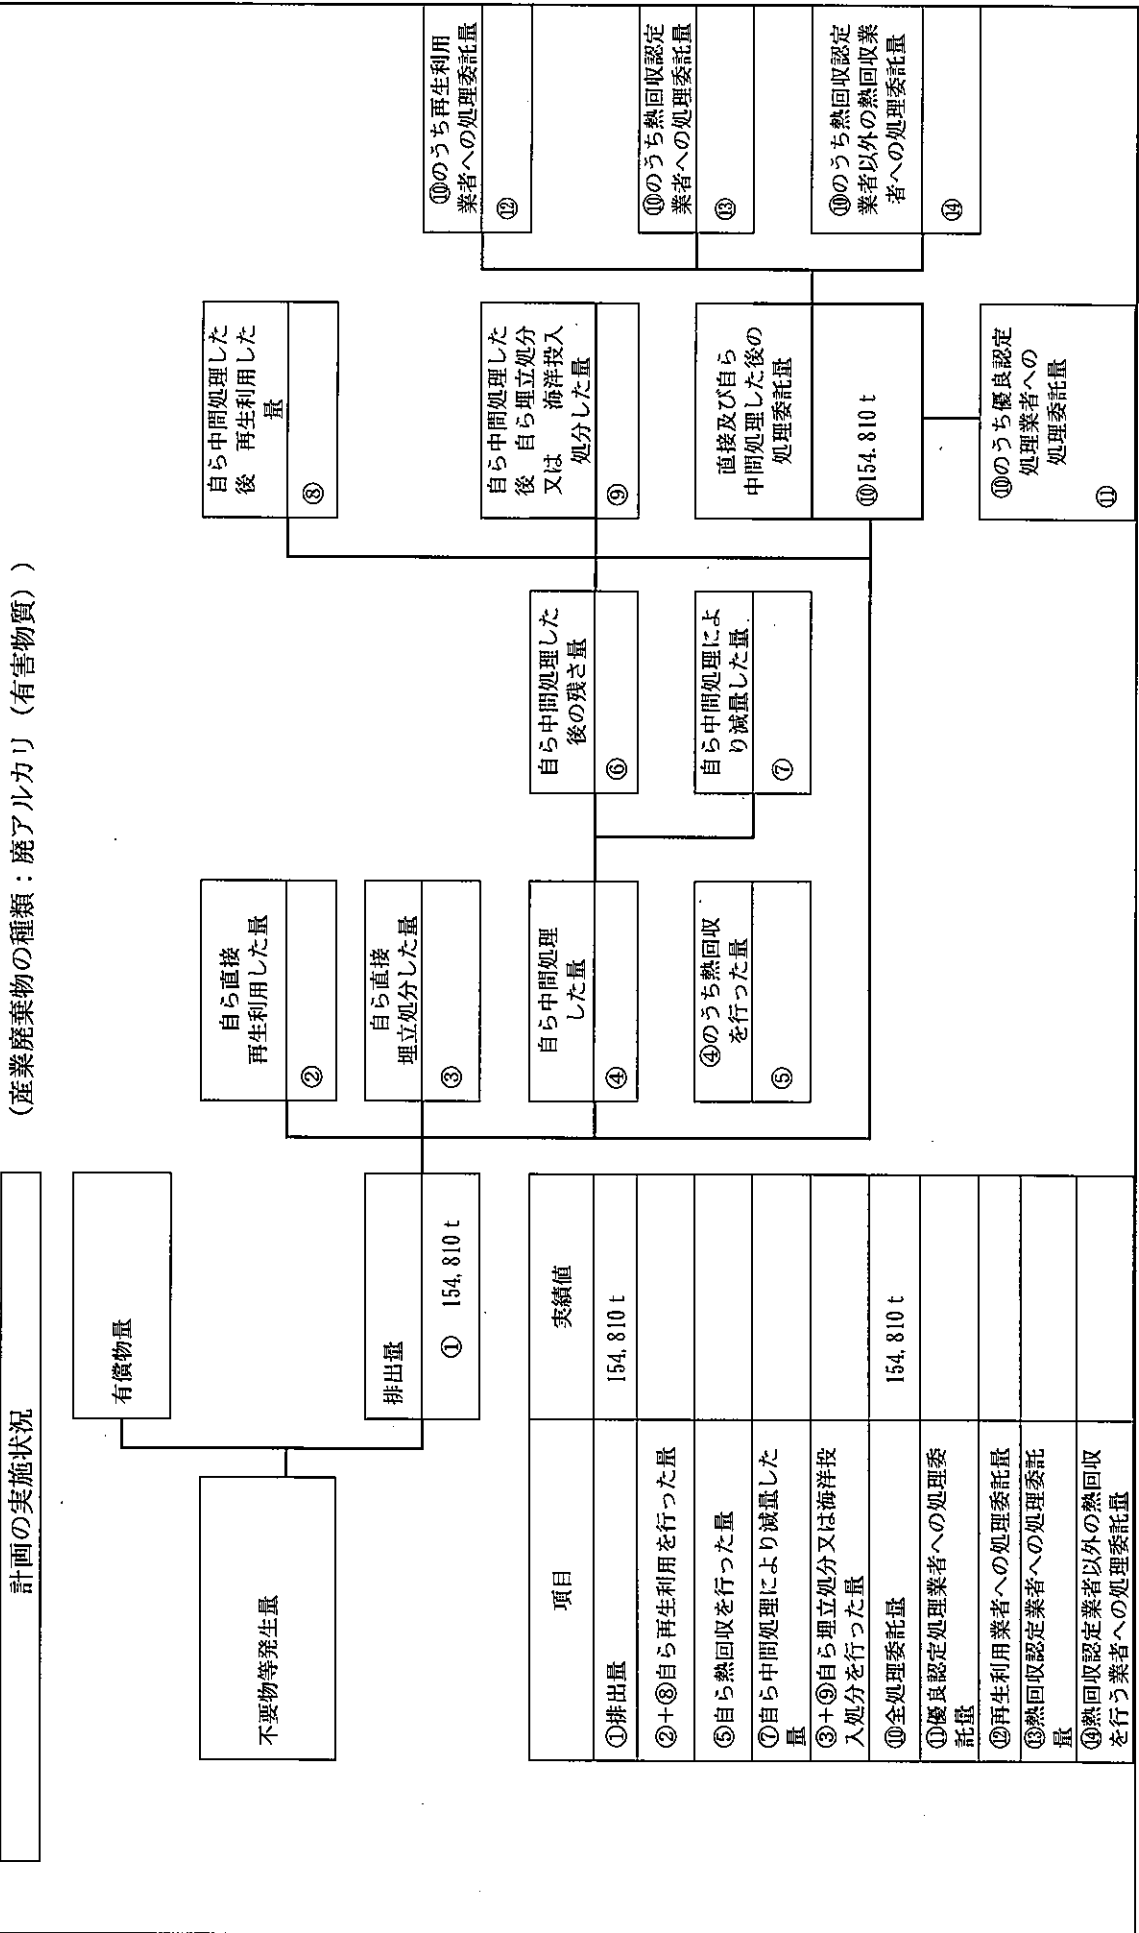 計画の実施状況
(産業廃棄物の種類：廃アルカリ（有害物質））
不要物等発生量
有償物量
排出量
① 154,810 t
自ら直接
再生利用した量
②
自ら直接
埋立処分した量
③
自ら中間処理
した量
④
④のうち熱回収
を行った量
⑤
自ら中間処理した
後の残さ量
⑥
自ら中間処理によ
り減量した量
⑦
自ら中間処理した
後 再生利用した
量
⑧
自ら中間処理した
後 自ら埋立処分
又は 海洋投入
処分した量
⑨
直接及び自ら
中間処理した後の
処理委託量
⑩154.810 t
⑩のうち優良認定
処理業者への
処理委託量
⑪
⑩のうち再生利用
業者への処理委託量
⑫
⑩のうち熱回収認定
業者への処理委託量
⑬
⑩のうち熱回収認定
業者以外の熱回収業
者への処理委託量
⑭
項目 実績値
①排出量 154,810 t
②+⑧自ら再生利用を行った量
⑤自ら熱回収を行った量
⑦自ら中間処理により減量した
量
③+⑨自ら埋立処分又は海洋投
入処分を行った量
⑩全処理委託量 154,810 t
⑪優良認定処理業者への処理委
託量
⑫再生利用業者への処理委託量
⑬熱回収認定業者への処理委託
量
⑭熱回収認定業者以外の熱回収
を行う業者への処理委託量